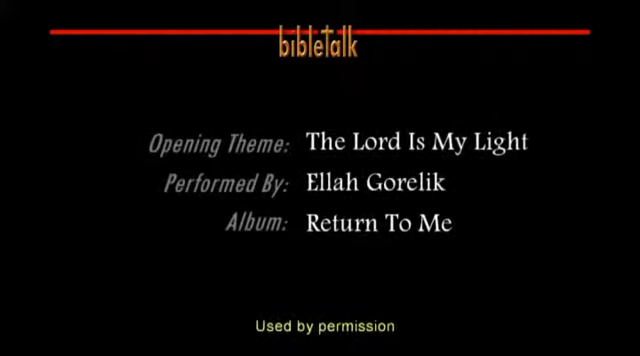 bibleTalk
Opening Theme: The Lord Is My Light
Performed By: Ellah Gorelik
Album: Return To Me
Used by permission